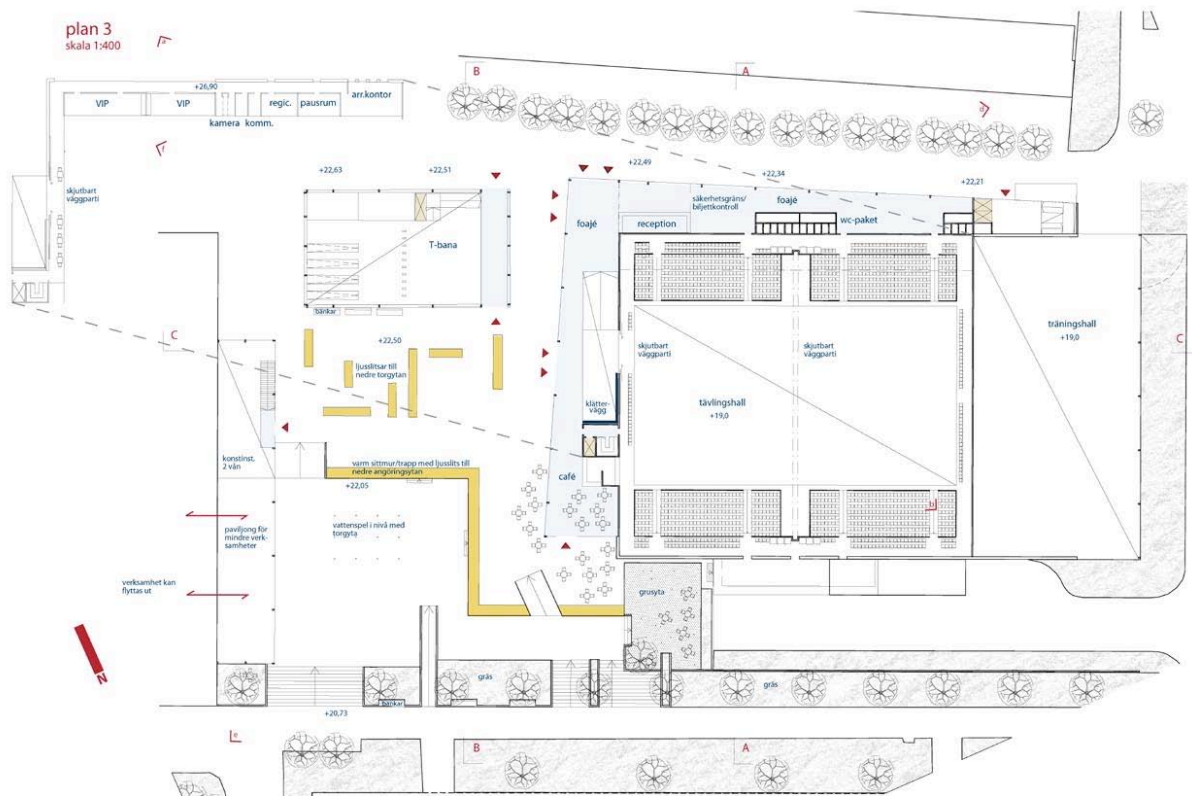 plan 3
skala 1:400
a
B
A
+26,90
arr.kontor
VIP
VIP
regic.
pausrum
d
kamera komm.
f
+22,49
+22,63
+22,51
+22,34
+22,21
skjutbart
väggparti
säkerhetsgräns/
biljettkontroll
foajé
foajé
reception
wc-paket
T-bana
bänkar
C
+22,50
ljusslitsar till
nedre torgytan
skjutbart
väggparti
skjutbart
väggparti
träningshall
+19,0
C
klätter-
vägg
tävlingshall
+19,0
konstinst.
2 vån
varm sittmur/trapp med ljusslits till
nedre angöringsytan
+22,05
café
b
paviljong för
mindre verk-
samheter
vattenspel i nivå med
torgyta
verksamhet kan
flyttas ut
grusyta
N
gräs
gräs
bänkar
+20,73
e
B
A